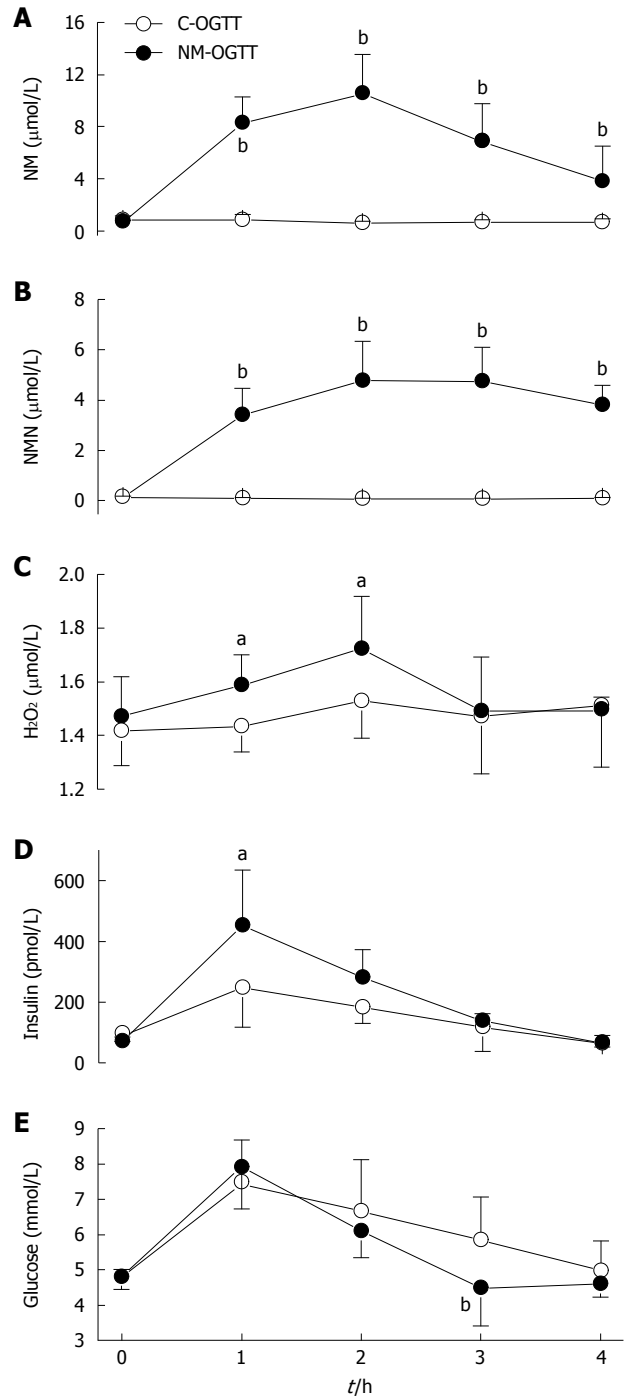 A
C-OGTT
NM-OGTT
NM (μmol/L)
16
12
8
4
0
b
b
b
b
B
NMN (μmol/L)
8
6
4
2
0
b
b
b
b
C
H₂O₂ (μmol/L)
2.0
1.8
1.6
1.4
1.2
a
a
D
Insulin (pmol/L)
600
400
200
0
a
E
Glucose (mmol/L)
9
8
7
6
5
4
3
b
0 1 2 3 4
t/h